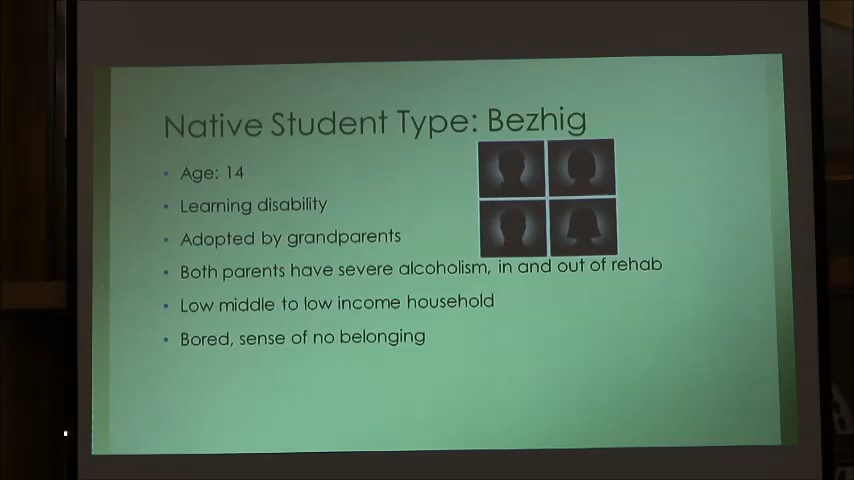 Native Student Type: Bezhig
• Age: 14
• Learning disability
• Adopted by grandparents
• Both parents have severe alcoholism, in and out of rehab
• Low middle to low income household
• Bored, sense of no belonging